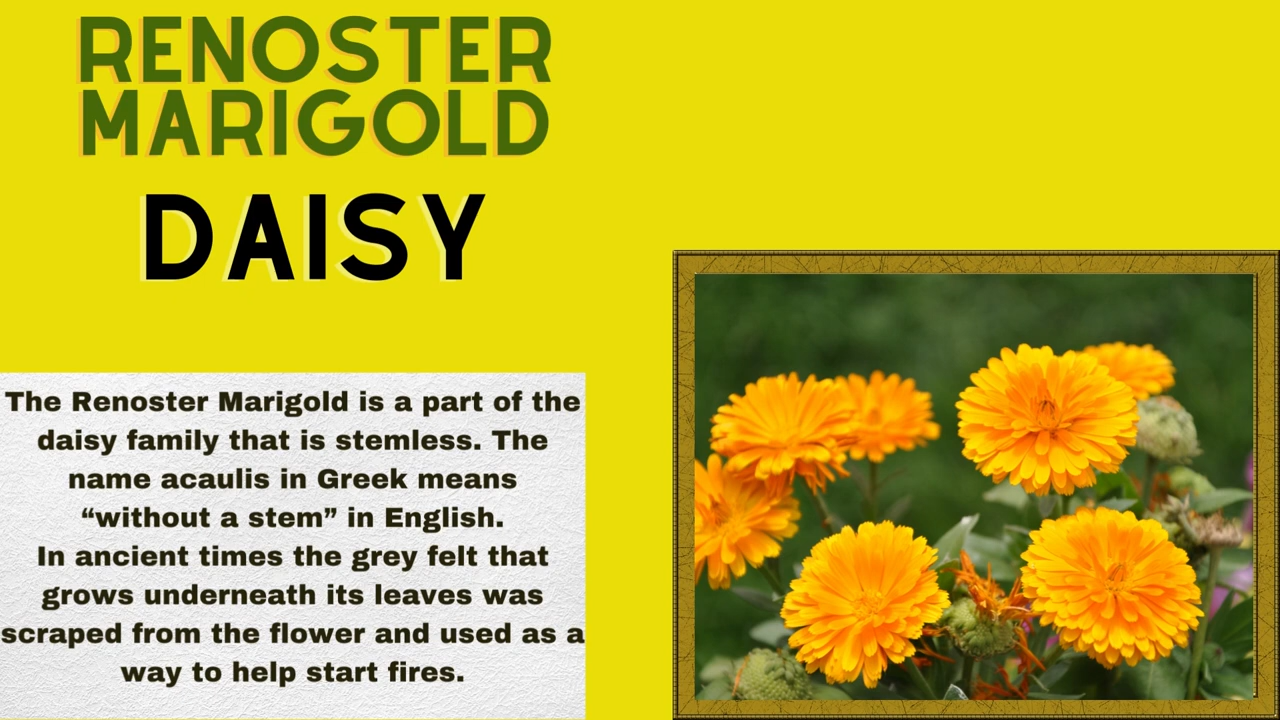 RENOSTER
MARIGOLD
DAISY
The Renoster Marigold is a part of the
daisy family that is stemless. The
name acaulis in Greek means
“without a stem” in English.
In ancient times the grey felt that
grows underneath its leaves was
scraped from the flower and used as a
way to help start fires.